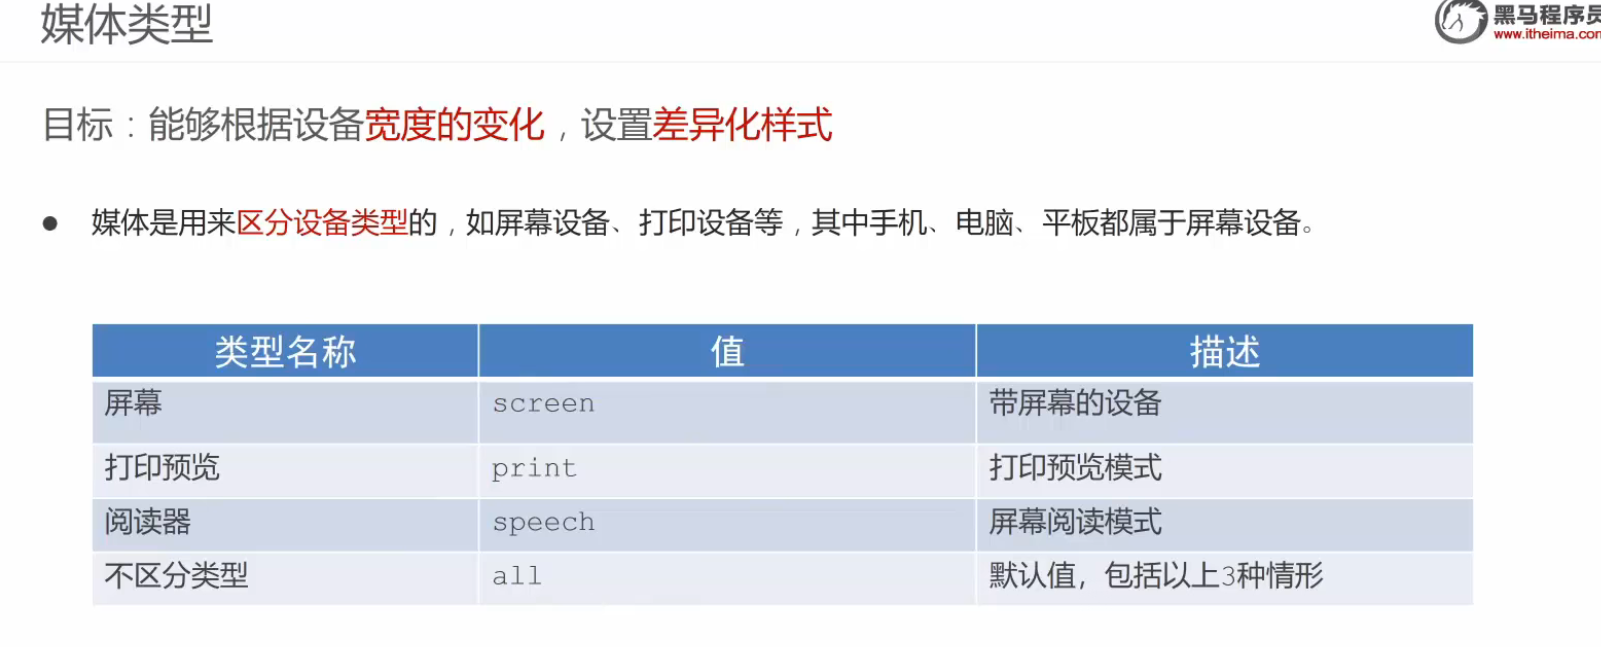 媒体类型
黑马程序员
www.itheima.com
目标：能够根据设备宽度的变化，设置差异化样式
● 媒体是用来区分设备类型的，如屏幕设备、打印设备等，其中手机、电脑、平板都属于屏幕设备。
类型名称 值 描述
屏幕 screen 带屏幕的设备
打印预览 print 打印预览模式
阅读器 speech 屏幕阅读模式
不区分类型 all 默认值，包括以上3种情形